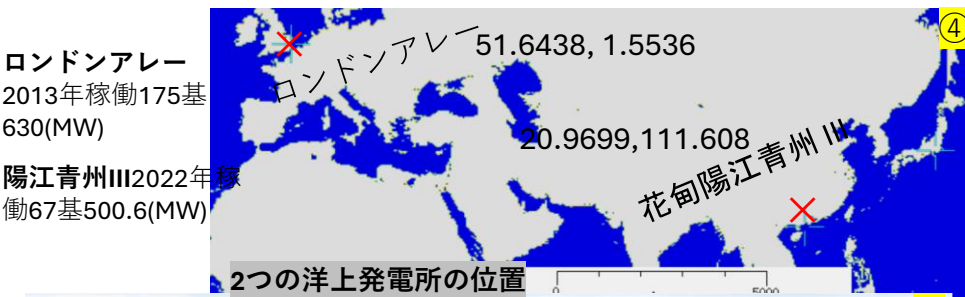 ④
ロンドンアレー
2013年稼働175基
630(MW)
陽江青州III2022年稼
働67基500.6(MW)
ロンドンアレー
51.6438, 1.5536
20.9699,111.608
花甸陽江青州 III
2つの洋上発電所の位置
0
5000